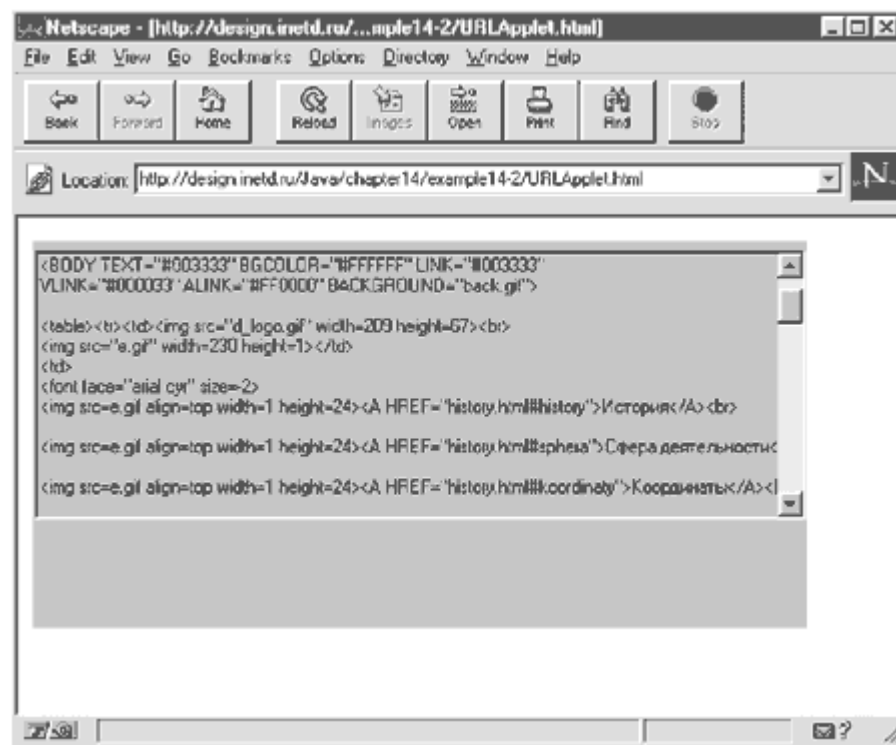 Netscape - [http://design.inetd.ru/...mple14-2/URLApplet.html]
File Edit View Go Bookmarks Options Directory Window Help
Back Forward Home Reload Images Open Print Find Stop
Location: http://design.inetd.ru/Java/chapter14/example14-2/URLApplet.html
N
<BODY TEXT="#003333" BGCOLOR="#FFFFFF" LINK="#003333"
VLINK="#000033" ALINK="#FF0000" BACKGROUND="back.gif">
<table><tr><td><img src="d_logo.gif" width=209 height=67><br>
<img src="e.gif" width=230 height=1></td>
<td>
<font face="arial cyr" size=-2>
<img src=e.gif align=top width=1 height=24><A HREF="history.html#history">История</A><br>
<img src=e.gif align=top width=1 height=24><A HREF="history.html#sphera">Сфера деятельности<
<img src=e.gif align=top width=1 height=24><A HREF="history.html#koordinaty">Координаты</A><
?